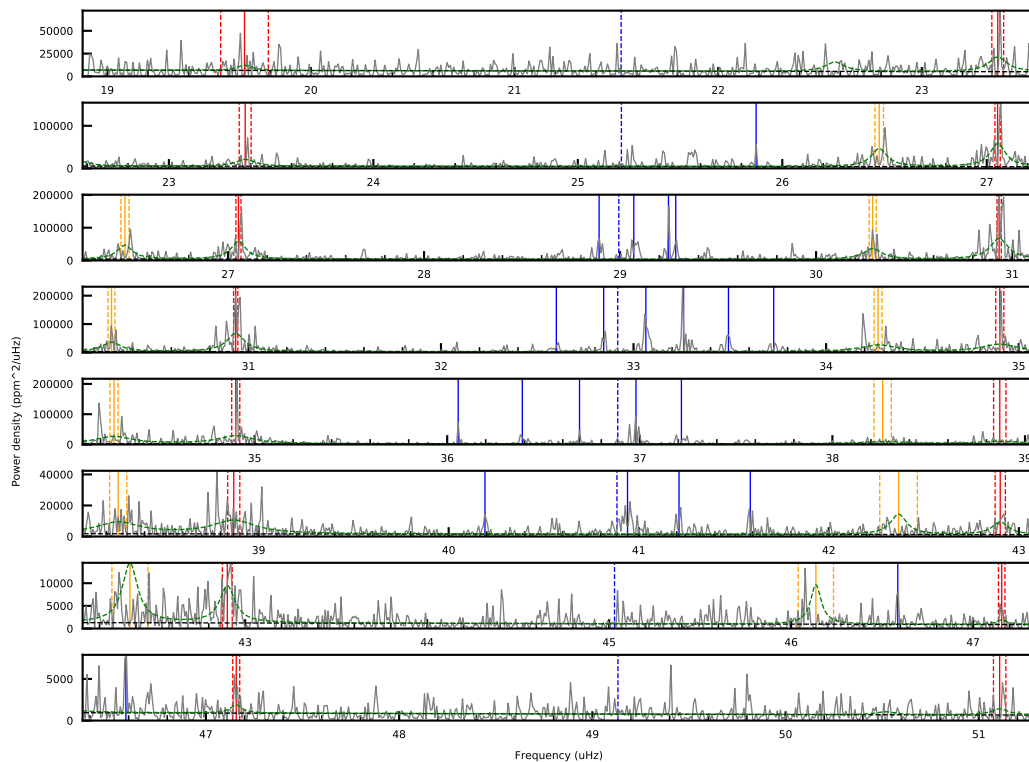 50000
25000
0
19 20 21 22 23
100000
0
23 24 25 26 27
200000
100000
0
27 28 29 30 31
200000
100000
0
31 32 33 34 35
200000
100000
0
35 36 37 38 39
Power density (ppm^2/uHz)
40000
20000
0
39 40 41 42 43
10000
5000
0
43 44 45 46 47
5000
0
47 48 49 50 51
Frequency (uHz)